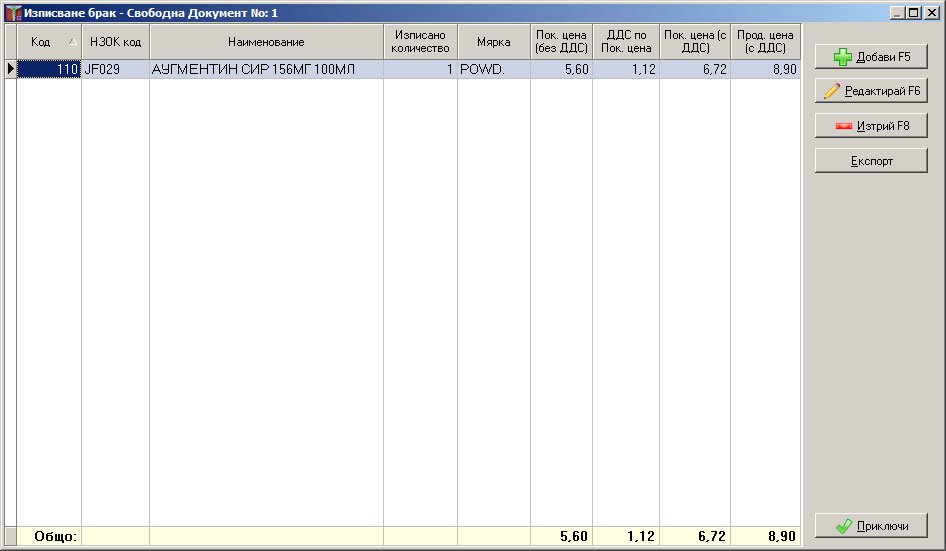 Изписване брак - Свободна Документ No: 1
Код НЗОК код Наименование Изписано количество Мярка Пок. цена (без ДДС) ДДС по Пок. цена Пок. цена (с ДДС) Прод. цена (с ДДС)
110 JF029 АУГМЕНТИН СИР 156МГ 100МЛ 1 POWD. 5,60 1,12 6,72 8,90
Общо: 5,60 1,12 6,72 8,90
Добави F5
Редактирай F6
Изтрий F8
Експорт
Приключи